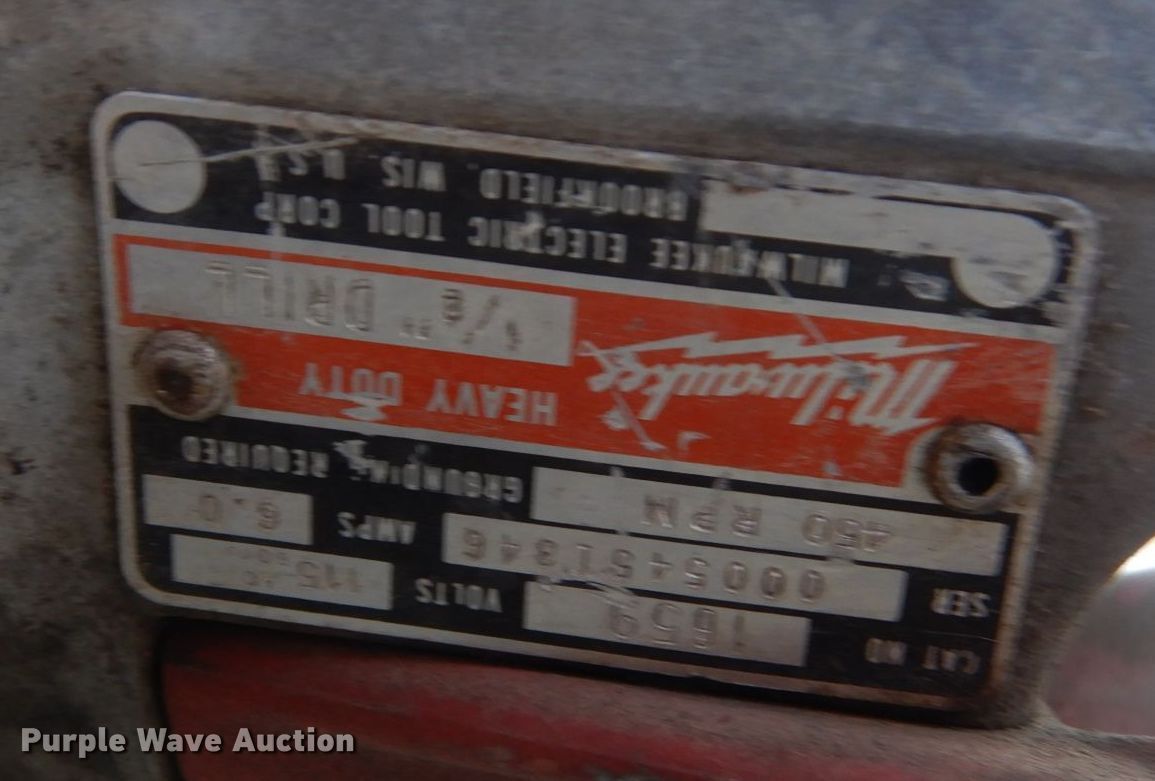 CAT NO 1659 VOLTS 115
SER 0005451846 AMPS 6.0
450 RPM GROUNDING REQUIRED
Milwaukee HEAVY DUTY
1/2" DRILL
MILWAUKEE ELECTRIC TOOL CORP
BROOKFIELD, WIS. U.S.A.
Purple Wave Auction